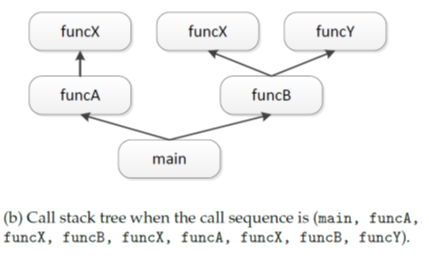 funcX funcX funcY
funcA funcB
main
(b) Call stack tree when the call sequence is (main, funcA,
funcX, funcB, funcX, funcA, funcX, funcB, funcY).